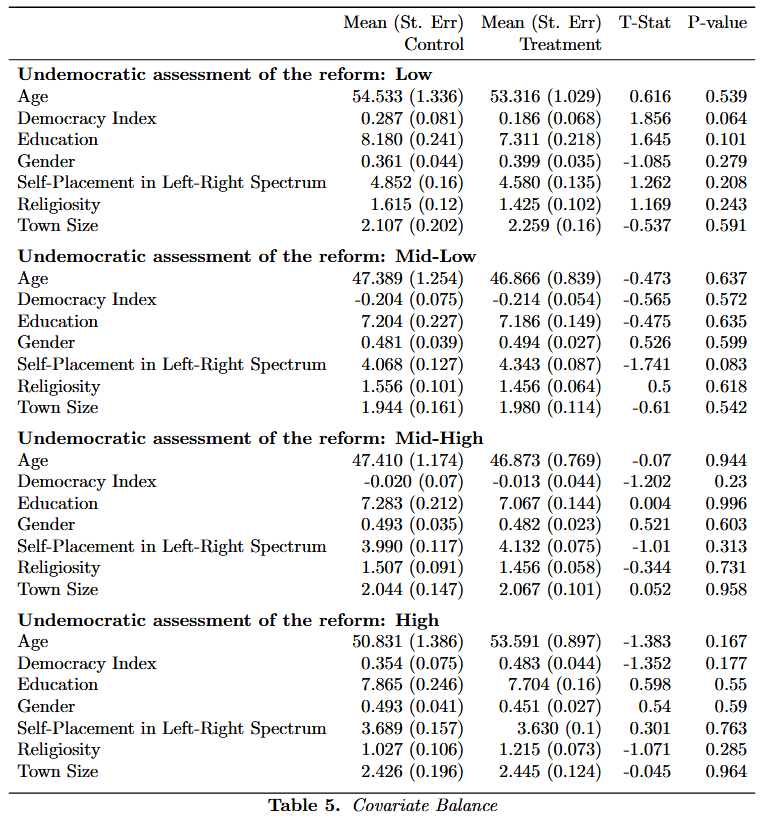 Mean (St. Err) Mean (St. Err) T-Stat P-value
Control Treatment
Undemocratic assessment of the reform: Low
Age 54.533 (1.336) 53.316 (1.029) 0.616 0.539
Democracy Index 0.287 (0.081) 0.186 (0.068) 1.856 0.064
Education 8.180 (0.241) 7.311 (0.218) 1.645 0.101
Gender 0.361 (0.044) 0.399 (0.035) -1.085 0.279
Self-Placement in Left-Right Spectrum 4.852 (0.16) 4.580 (0.135) 1.262 0.208
Religiosity 1.615 (0.12) 1.425 (0.102) 1.169 0.243
Town Size 2.107 (0.202) 2.259 (0.16) -0.537 0.591
Undemocratic assessment of the reform: Mid-Low
Age 47.389 (1.254) 46.866 (0.839) -0.473 0.637
Democracy Index -0.204 (0.075) -0.214 (0.054) -0.565 0.572
Education 7.204 (0.227) 7.186 (0.149) -0.475 0.635
Gender 0.481 (0.039) 0.494 (0.027) 0.526 0.599
Self-Placement in Left-Right Spectrum 4.068 (0.127) 4.343 (0.087) -1.741 0.083
Religiosity 1.556 (0.101) 1.456 (0.064) 0.5 0.618
Town Size 1.944 (0.161) 1.980 (0.114) -0.61 0.542
Undemocratic assessment of the reform: Mid-High
Age 47.410 (1.174) 46.873 (0.769) -0.07 0.944
Democracy Index -0.020 (0.07) -0.013 (0.044) -1.202 0.23
Education 7.283 (0.212) 7.067 (0.144) 0.004 0.996
Gender 0.493 (0.035) 0.482 (0.023) 0.521 0.603
Self-Placement in Left-Right Spectrum 3.990 (0.117) 4.132 (0.075) -1.01 0.313
Religiosity 1.507 (0.091) 1.456 (0.058) -0.344 0.731
Town Size 2.044 (0.147) 2.067 (0.101) 0.052 0.958
Undemocratic assessment of the reform: High
Age 50.831 (1.386) 53.591 (0.897) -1.383 0.167
Democracy Index 0.354 (0.075) 0.483 (0.044) -1.352 0.177
Education 7.865 (0.246) 7.704 (0.16) 0.598 0.55
Gender 0.493 (0.041) 0.451 (0.027) 0.54 0.59
Self-Placement in Left-Right Spectrum 3.689 (0.157) 3.630 (0.1) 0.301 0.763
Religiosity 1.027 (0.106) 1.215 (0.073) -1.071 0.285
Town Size 2.426 (0.196) 2.445 (0.124) -0.045 0.964
Table 5. Covariate Balance